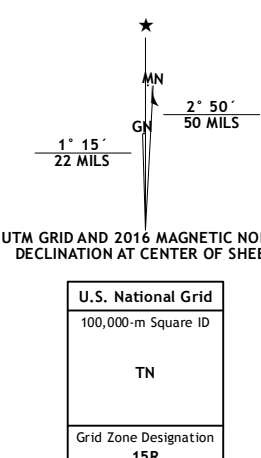 MN
GN
2° 50´
50 MILS
1° 15´
22 MILS
UTM GRID AND 2016 MAGNETIC NO
DECLINATION AT CENTER OF SHEE
U.S. National Grid
100,000-m Square ID
TN
Grid Zone Designation
15R